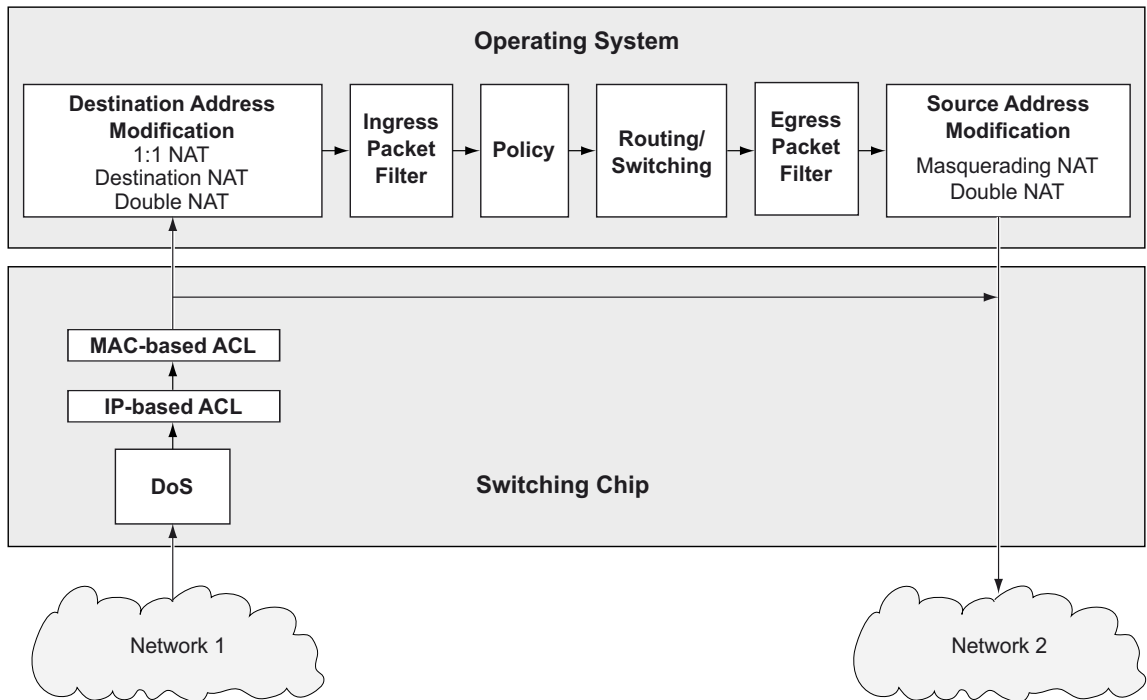 Operating System
Destination Address
Modification
1:1 NAT
Destination NAT
Double NAT
Ingress
Packet
Filter
Policy
Routing/
Switching
Egress
Packet
Filter
Source Address
Modification
Masquerading NAT
Double NAT
MAC-based ACL
IP-based ACL
DoS
Switching Chip
Network 1
Network 2